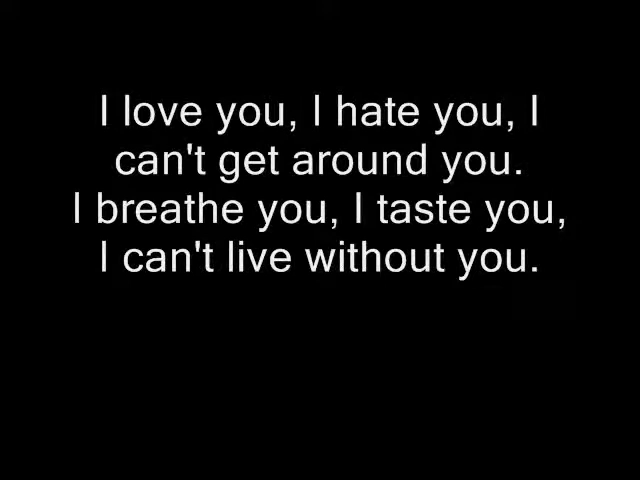 I love you, I hate you, I
can't get around you.
I breathe you, I taste you,
I can't live without you.